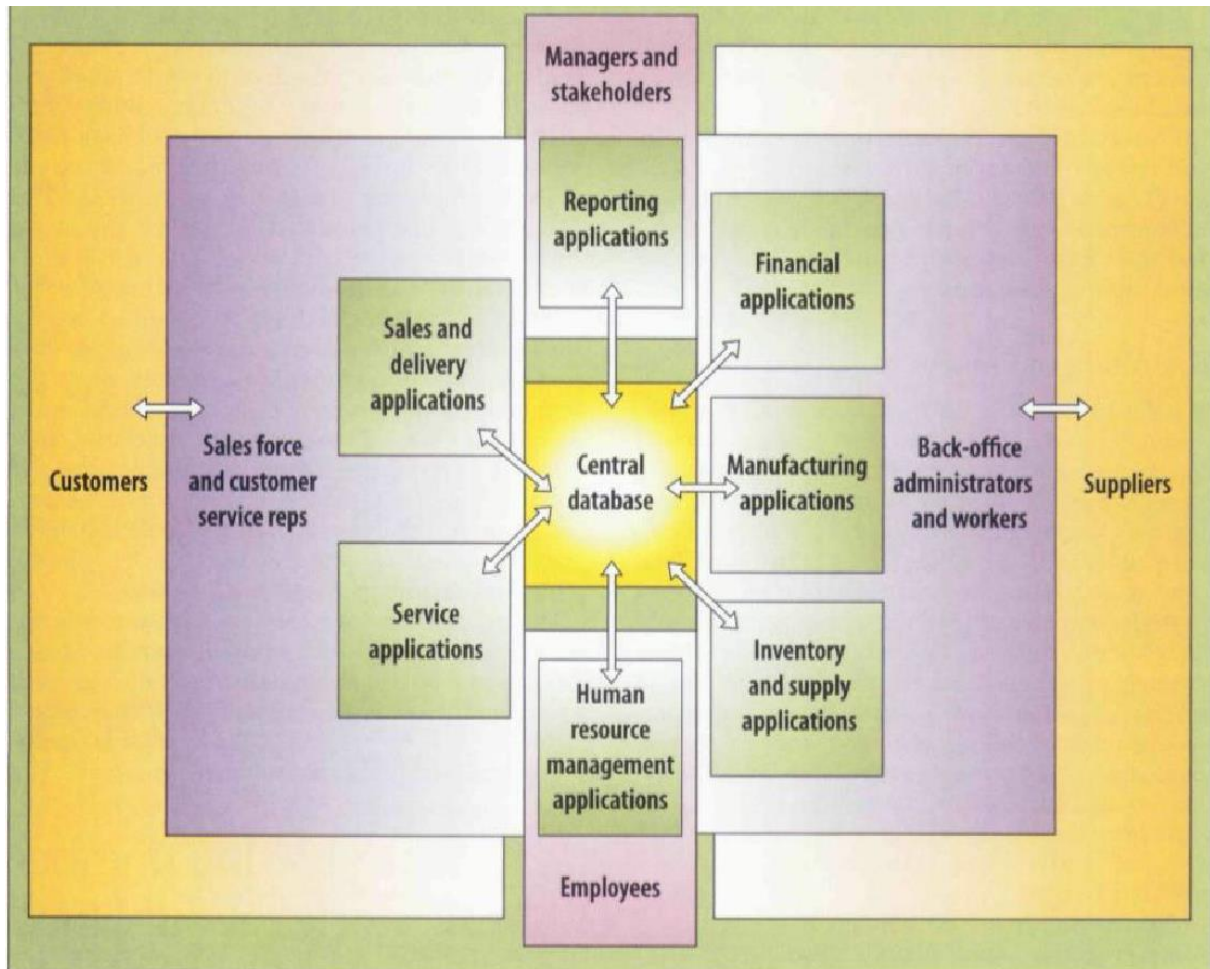 Managers and
stakeholders
Reporting
applications
Financial
applications
Sales and
delivery
applications
Customers
Sales force
and customer
service reps
Central
database
Manufacturing
applications
Back-office
administrators
and workers
Suppliers
Service
applications
Inventory
and supply
applications
Human
resource
management
applications
Employees